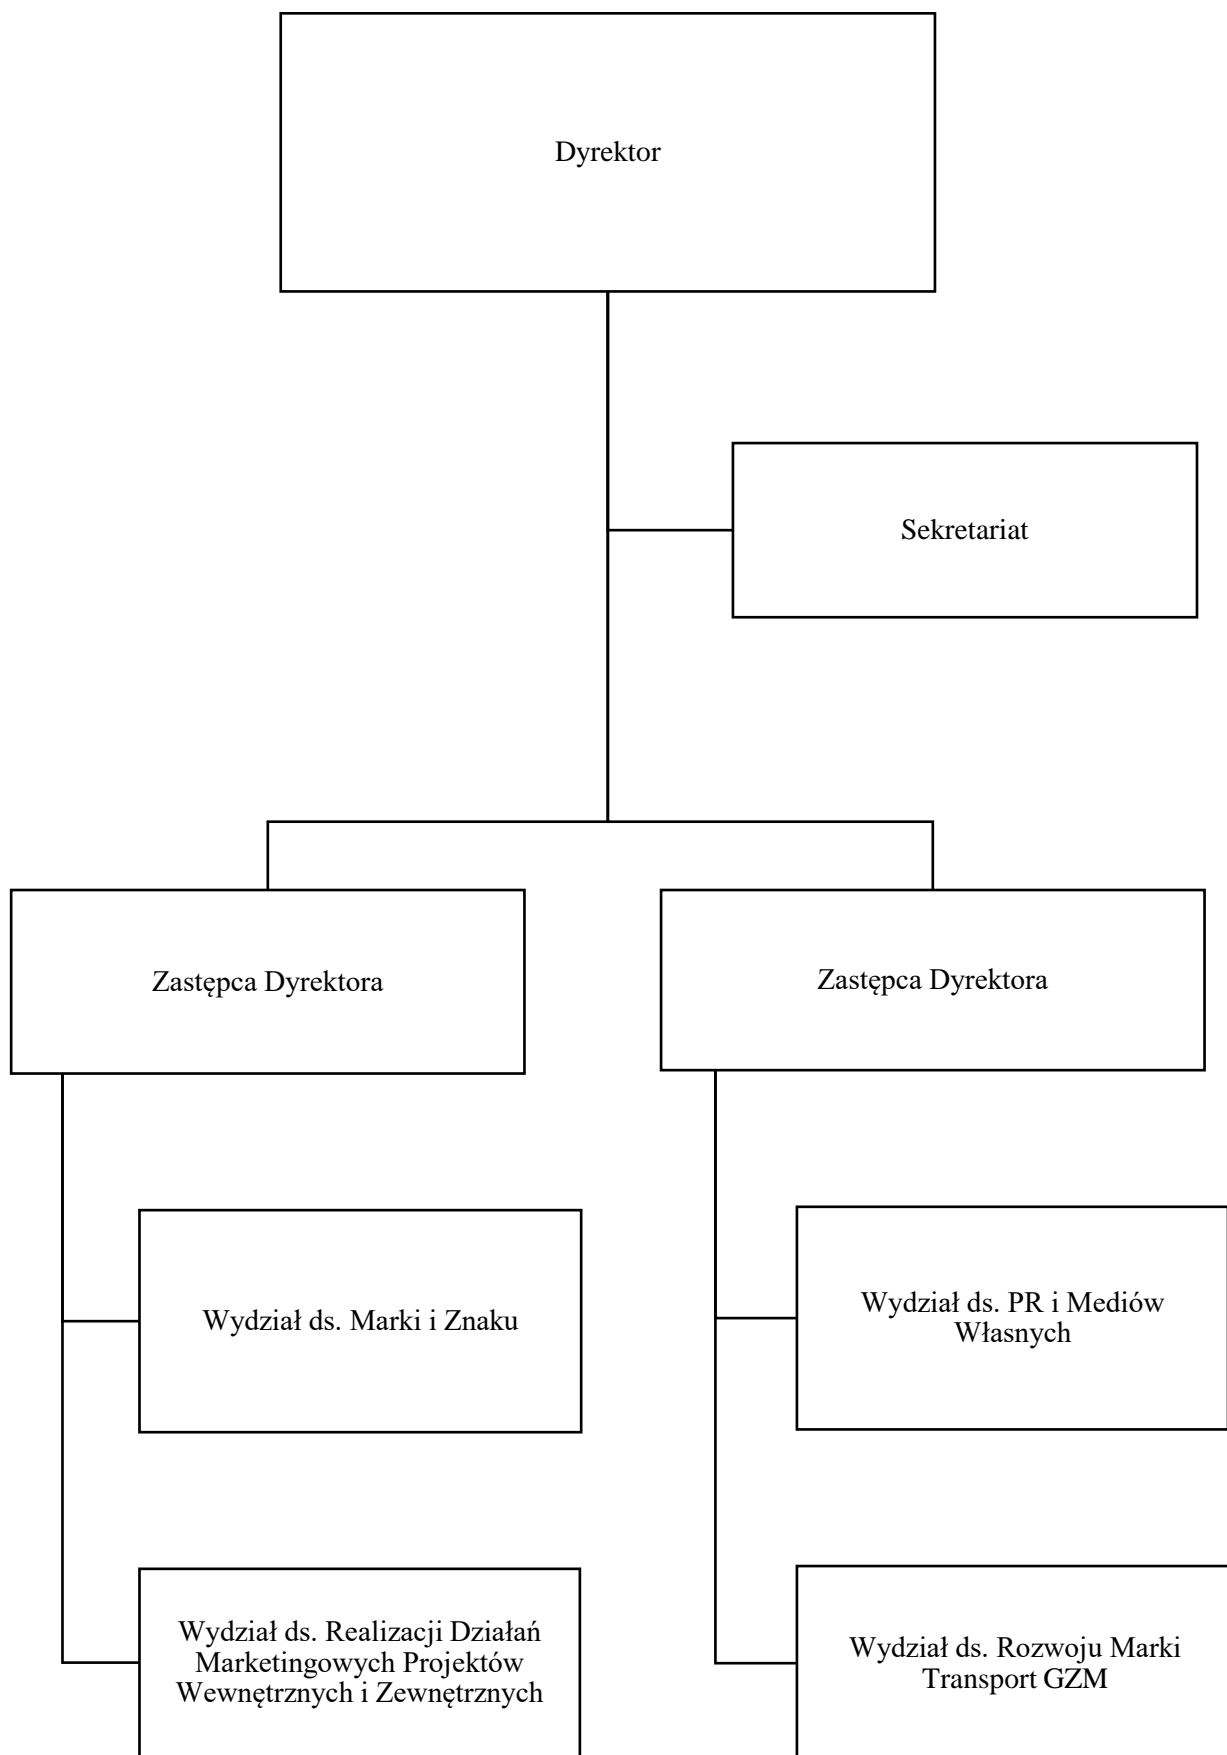 Dyrektor
Sekretariat
Zastępca Dyrektora
Zastępca Dyrektora
Wydział ds. Marki i Znaku
Wydział ds. PR i Mediów
Własnych
Wydział ds. Realizacji Działań
Marketingowych Projektów
Wewnętrznych i Zewnętrznych
Wydział ds. Rozwoju Marki
Transport GZM